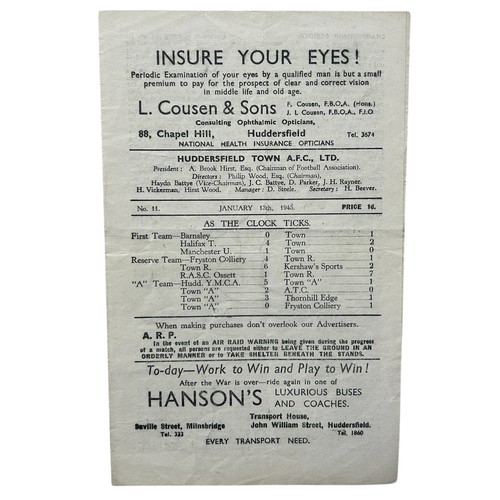 INSURE YOUR EYES!
Periodic Examination of your eyes by a qualified man is but a small
premium to pay for the prospect of clear and correct vision
in middle life and old age.
L. Cousen & Sons F. Cousen, F.B.O.A. (Hons.)
J. L. Cousen, F.B.O.A., F.I.O
Consulting Ophthalmic Opticians,
88, Chapel Hill, Huddersfield Tel. 3674
NATIONAL HEALTH INSURANCE OPTICIANS
HUDDERSFIELD TOWN A.F.C., LTD.
President: A. Brook Hirst, Esq. (Chairman of Football Association).
Directors: Philip Wood, Esq. (Chairman),
Haydn Battye (Vice-Chairman), J. C. Battye, D. Parker, J. H. Rayner.
H. Vickerman, Hirst Wood. Manager: D. Steele. Secretary: H. Beever.
No. 11. JANUARY 13th, 1945. PRICE 1d.
AS THE CLOCK TICKS.
First Team—Barnsley 0 Town 1
Halifax T. 4 Town 2
Manchester U. 1 Town 0
Reserve Team—Fryston Colliery 4 Town R. 1
Town R. 6 Kershaw's Sports 2
R.A.S.C. Ossett 1 Town R. 7
"A" Team—Hudd. Y.M.C.A. 5 Town "A" 1
Town "A" 2 A.T.C. 0
Town "A" 3 Thornhill Edge 1
Town "A" 0 Fryston Colliery 1
When making purchases don't overlook our Advertisers.
A. R. P.
In the event of an AIR RAID WARNING being given during the progress
of a match, all persons are requested either to LEAVE THE GROUND IN AN
ORDERLY MANNER or to TAKE SHELTER BENEATH THE STANDS.
To-day—Work to Win and Play to Win!
After the War is over—ride again in one of
HANSON'S LUXURIOUS BUSES
AND COACHES.
Transport House,
Saville Street, Milnsbridge John William Street, Huddersfield.
Tel. 333 Tel. 1860
EVERY TRANSPORT NEED.